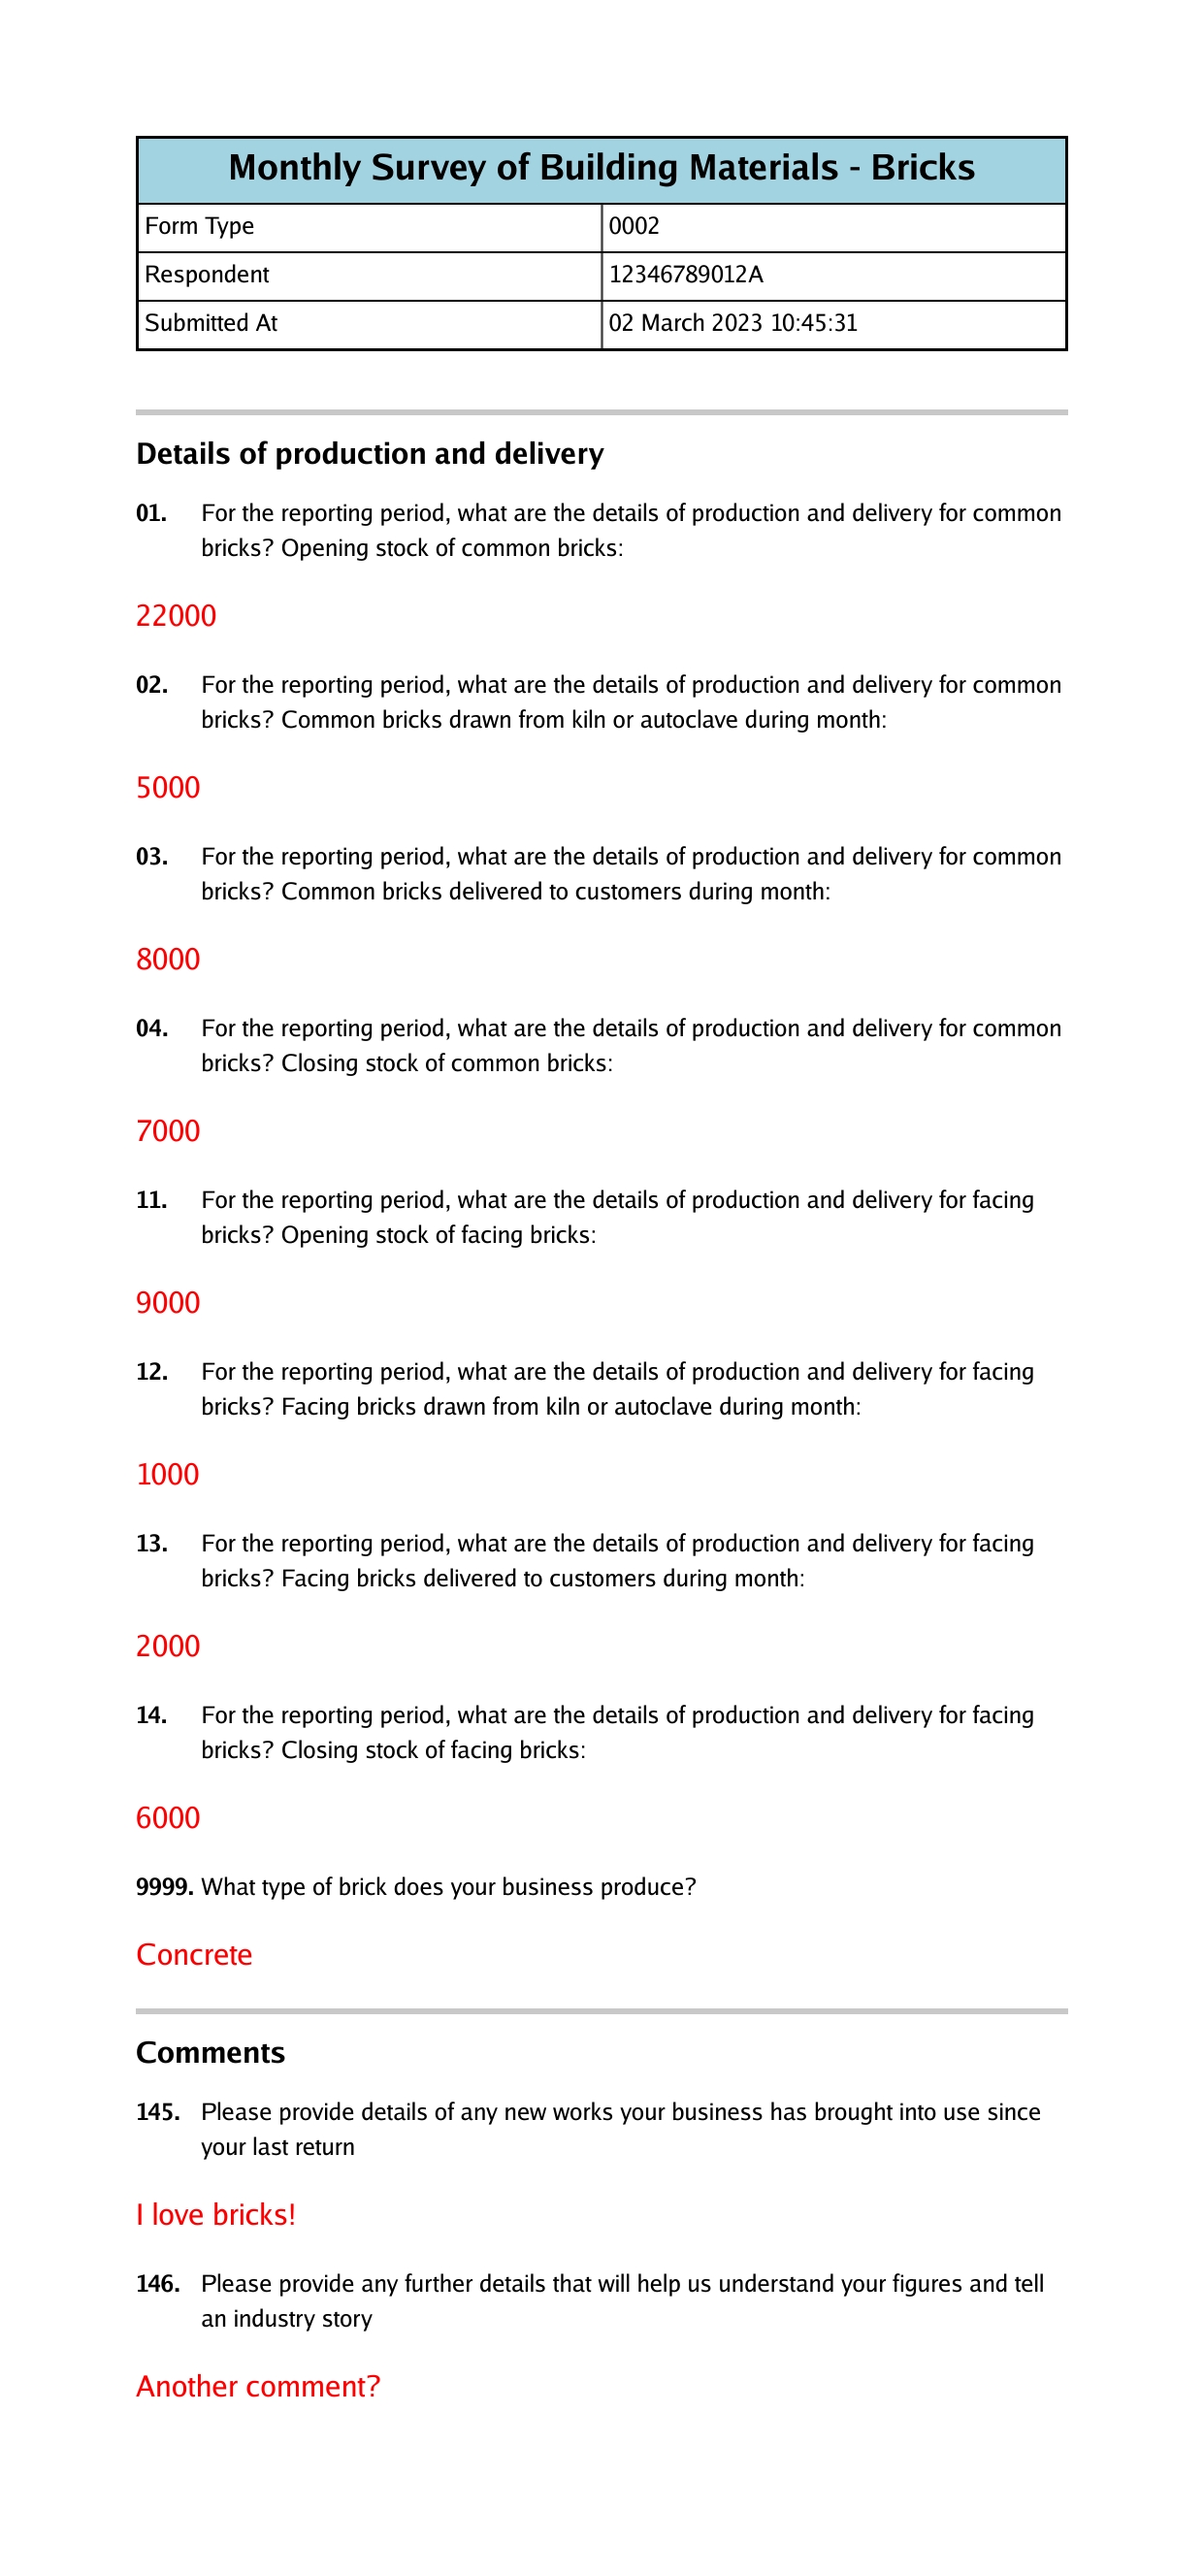 Monthly Survey of Building Materials - Bricks
Form Type 0002
Respondent 12346789012A
Submitted At 02 March 2023 10:45:31
Details of production and delivery
01. For the reporting period, what are the details of production and delivery for common
bricks? Opening stock of common bricks:
22000
02. For the reporting period, what are the details of production and delivery for common
bricks? Common bricks drawn from kiln or autoclave during month:
5000
03. For the reporting period, what are the details of production and delivery for common
bricks? Common bricks delivered to customers during month:
8000
04. For the reporting period, what are the details of production and delivery for common
bricks? Closing stock of common bricks:
7000
11. For the reporting period, what are the details of production and delivery for facing
bricks? Opening stock of facing bricks:
9000
12. For the reporting period, what are the details of production and delivery for facing
bricks? Facing bricks drawn from kiln or autoclave during month:
1000
13. For the reporting period, what are the details of production and delivery for facing
bricks? Facing bricks delivered to customers during month:
2000
14. For the reporting period, what are the details of production and delivery for facing
bricks? Closing stock of facing bricks:
6000
9999. What type of brick does your business produce?
Concrete
Comments
145. Please provide details of any new works your business has brought into use since
your last return
I love bricks!
146. Please provide any further details that will help us understand your figures and tell
an industry story
Another comment?